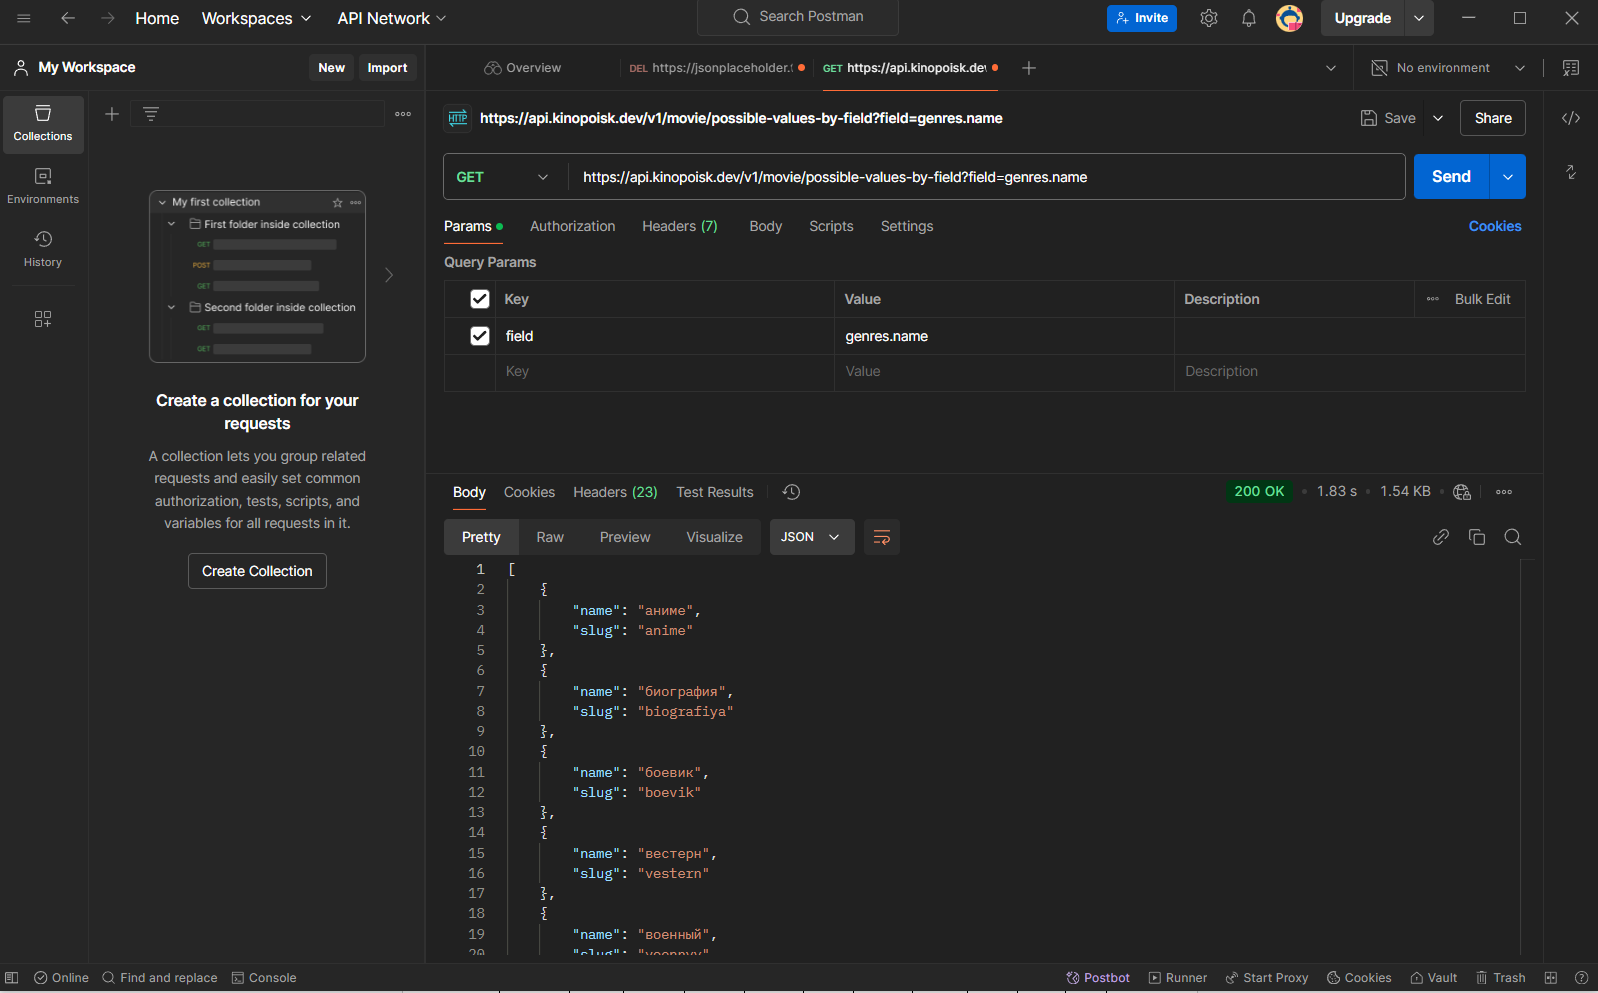 Home Workspaces API Network Search Postman Invite Upgrade
My Workspace New Import Overview DEL https://jsonplaceholder.t GET https://api.kinopoisk.dev No environment
Collections
Environments
History
My first collection
First folder inside collection
GET
POST
GET
Second folder inside collection
GET
GET
Create a collection for your
requests
A collection lets you group related
requests and easily set common
authorization, tests, scripts, and
variables for all requests in it.
Create Collection
HTTP https://api.kinopoisk.dev/v1/movie/possible-values-by-field?field=genres.name Save Share
GET https://api.kinopoisk.dev/v1/movie/possible-values-by-field?field=genres.name Send
Params Authorization Headers (7) Body Scripts Settings Cookies
Query Params
Key Value Description Bulk Edit
field genres.name
Key Value Description
Body Cookies Headers (23) Test Results 200 OK 1.83 s 1.54 KB
Pretty Raw Preview Visualize JSON
1 [
2 {
3 "name": "аниме",
4 "slug": "anime"
5 },
6 {
7 "name": "биография",
8 "slug": "biografiya"
9 },
10 {
11 "name": "боевик",
12 "slug": "boevik"
13 },
14 {
15 "name": "вестерн",
16 "slug": "vestern"
17 },
18 {
19 "name": "военный",
20 "slug": "voennyy"
Online Find and replace Console Postbot Runner Start Proxy Cookies Vault Trash